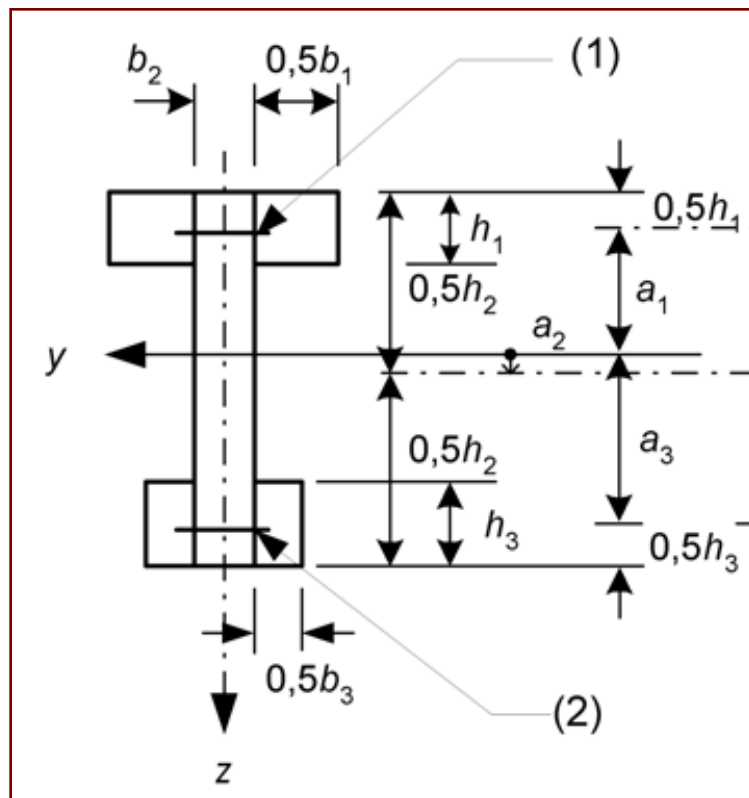 b₂
0,5b₁
(1)
0,5h₁
h₁
0,5h₂
a₁
a₂
y
a₃
0,5h₂
h₃
0,5h₃
0,5b₃
(2)
z